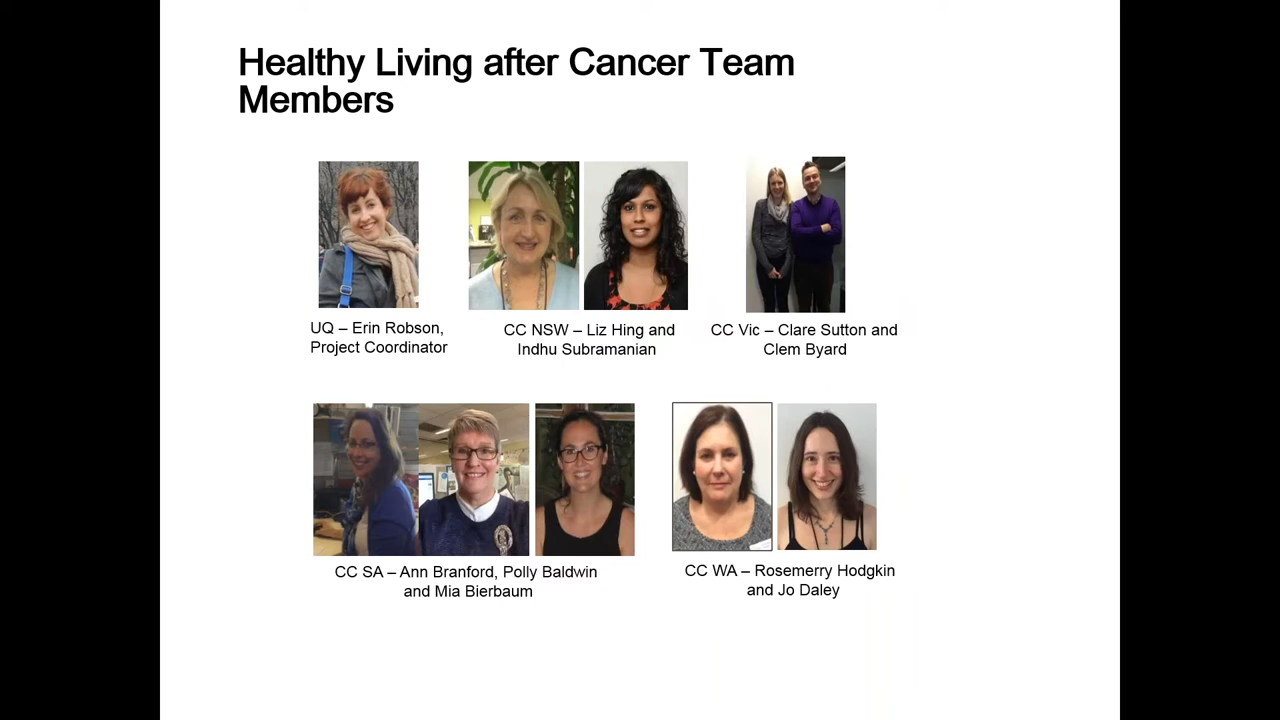 Healthy Living after Cancer Team
Members
UQ – Erin Robson,
Project Coordinator
CC NSW – Liz Hing and
Indhu Subramanian
CC Vic – Clare Sutton and
Clem Byard
CC SA – Ann Branford, Polly Baldwin
and Mia Bierbaum
CC WA – Rosemerry Hodgkin
and Jo Daley